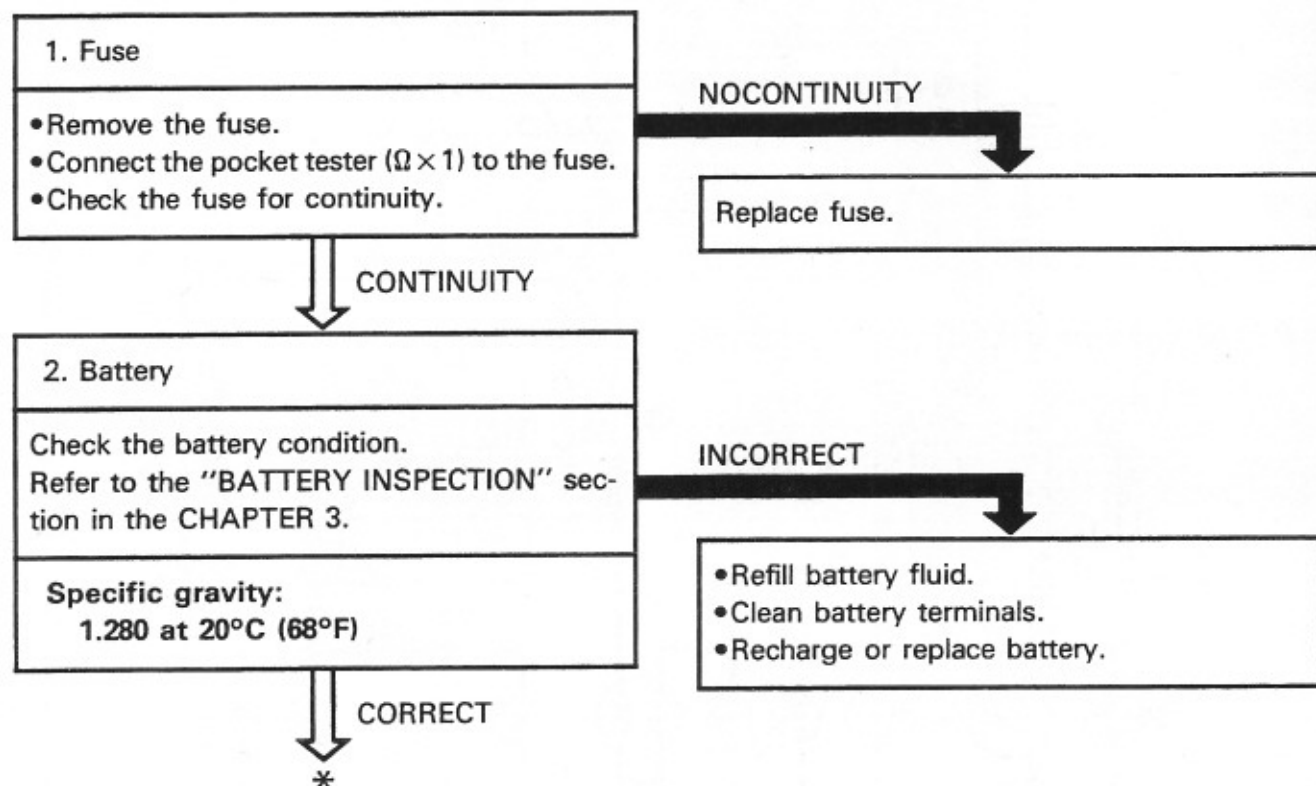 1. Fuse
•Remove the fuse.
•Connect the pocket tester (Ω×1) to the fuse.
•Check the fuse for continuity.
NOCONTINUITY
Replace fuse.
CONTINUITY
2. Battery
Check the battery condition.
Refer to the "BATTERY INSPECTION" sec-
tion in the CHAPTER 3.
Specific gravity:
1.280 at 20°C (68°F)
INCORRECT
•Refill battery fluid.
•Clean battery terminals.
•Recharge or replace battery.
CORRECT
*